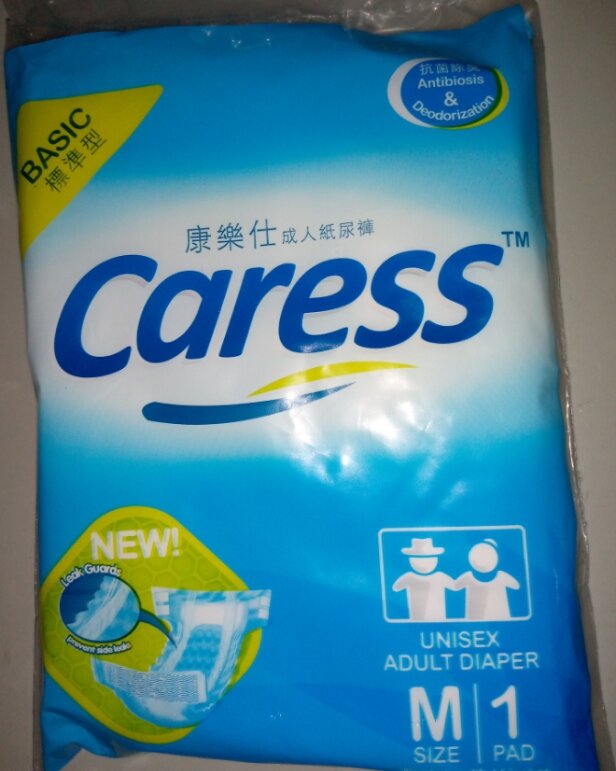 抗菌除臭
Antibiosis
&
Deodorization
BASIC
標準型
康樂仕成人紙尿褲
Caress™
NEW!
Leak Guards
prevent side leaks
UNISEX
ADULT DIAPER
M 1
SIZE PAD